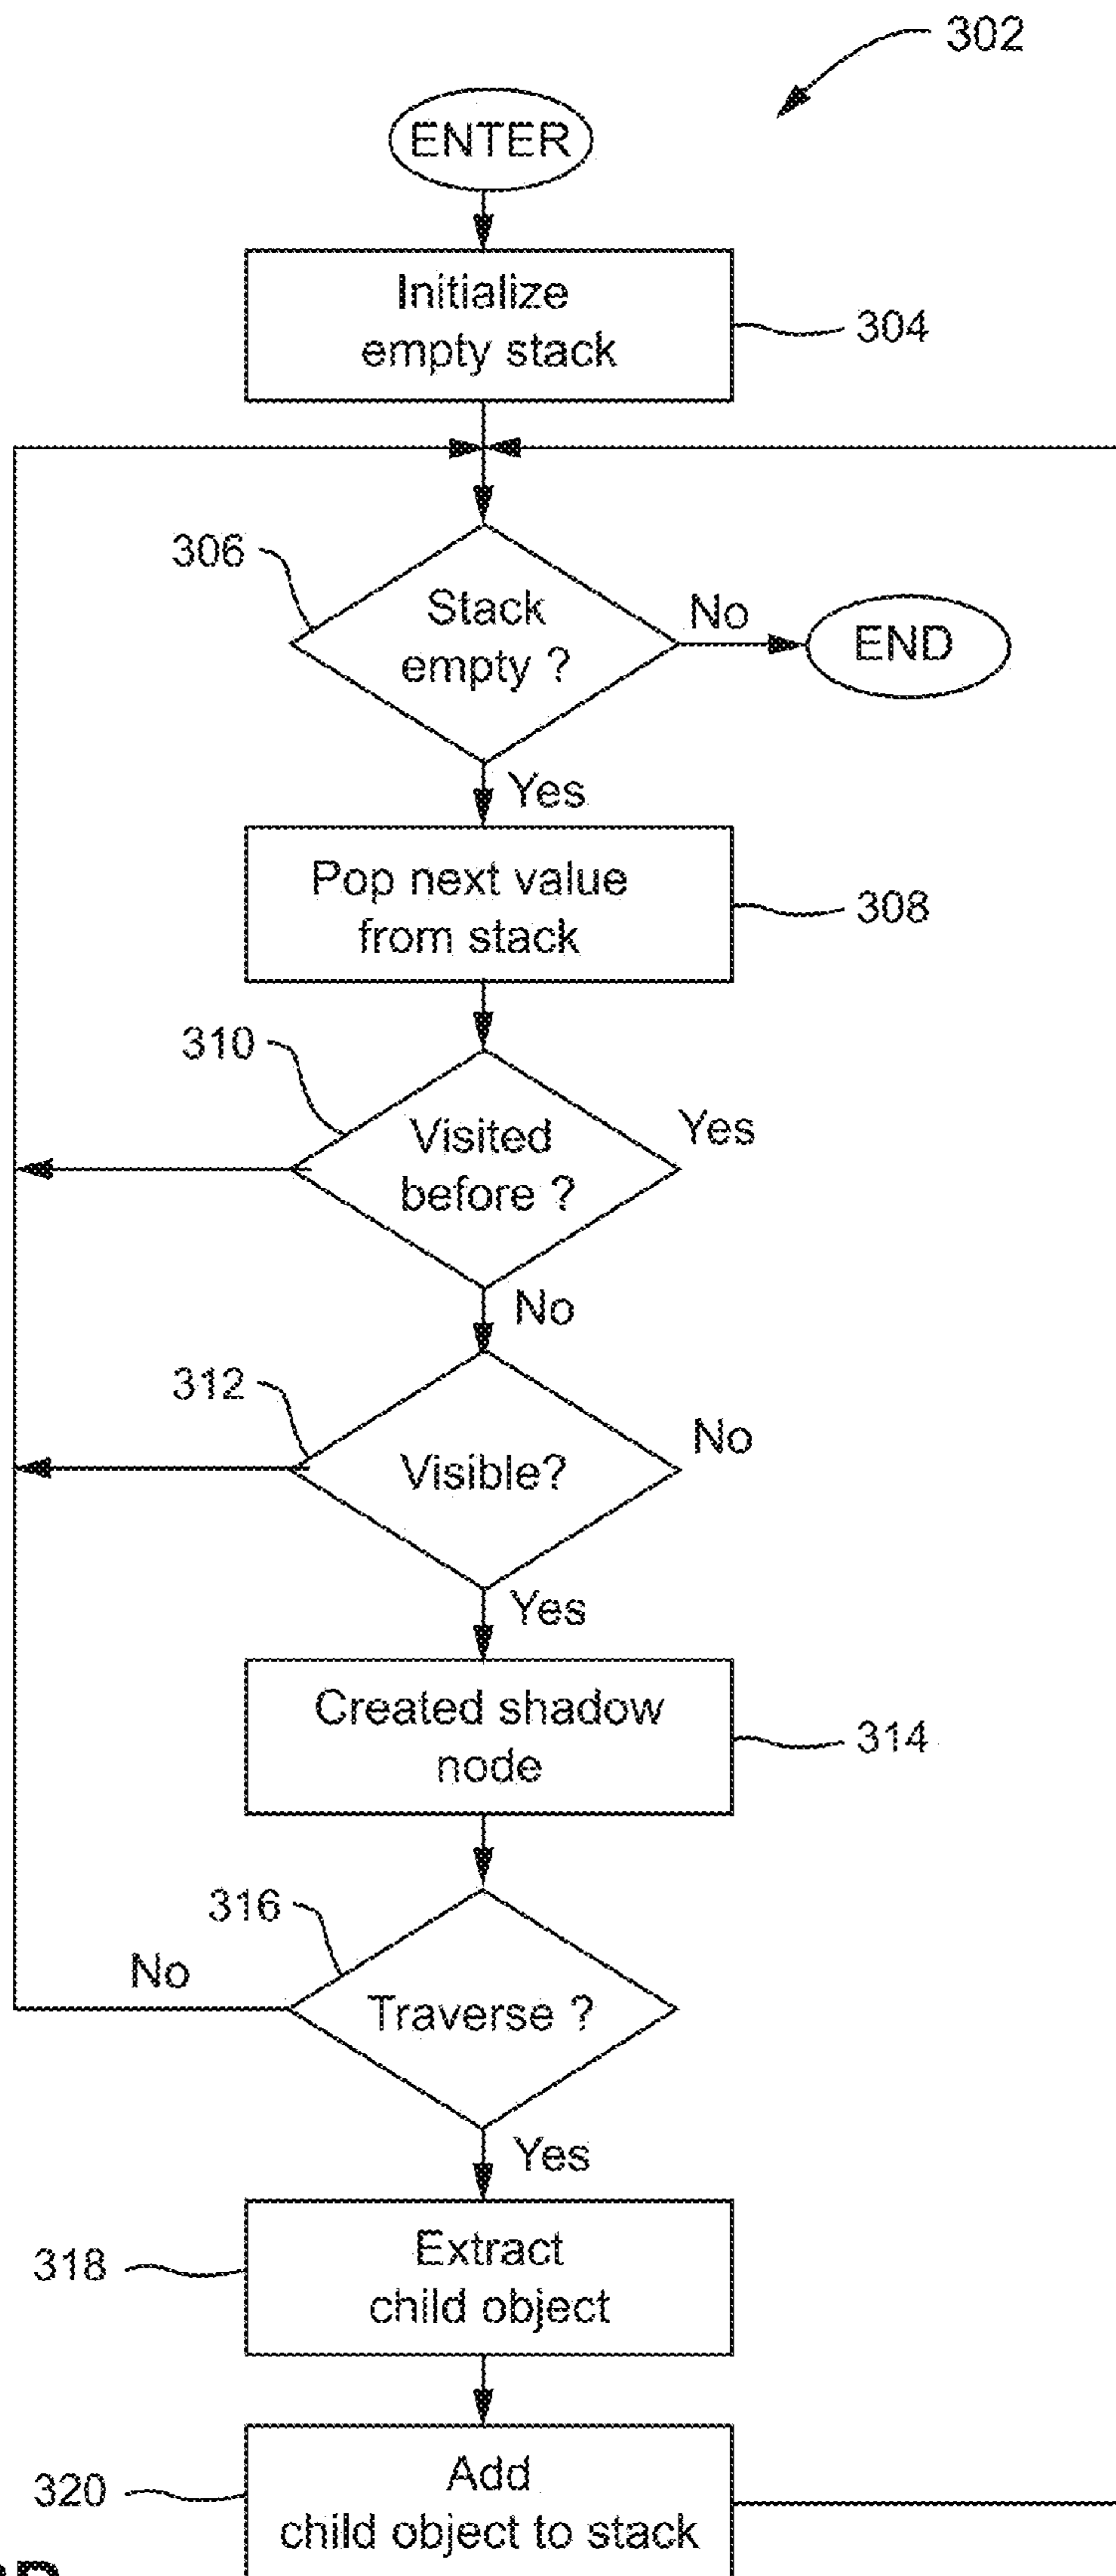 302
ENTER
Initialize
empty stack
304
306
Stack
empty ?
No
END
Yes
Pop next value
from stack
308
310
Visited
before ?
Yes
No
312
Visible?
No
Yes
Created shadow
node
314
316
No
Traverse ?
Yes
318
Extract
child object
320
Add
child object to stack